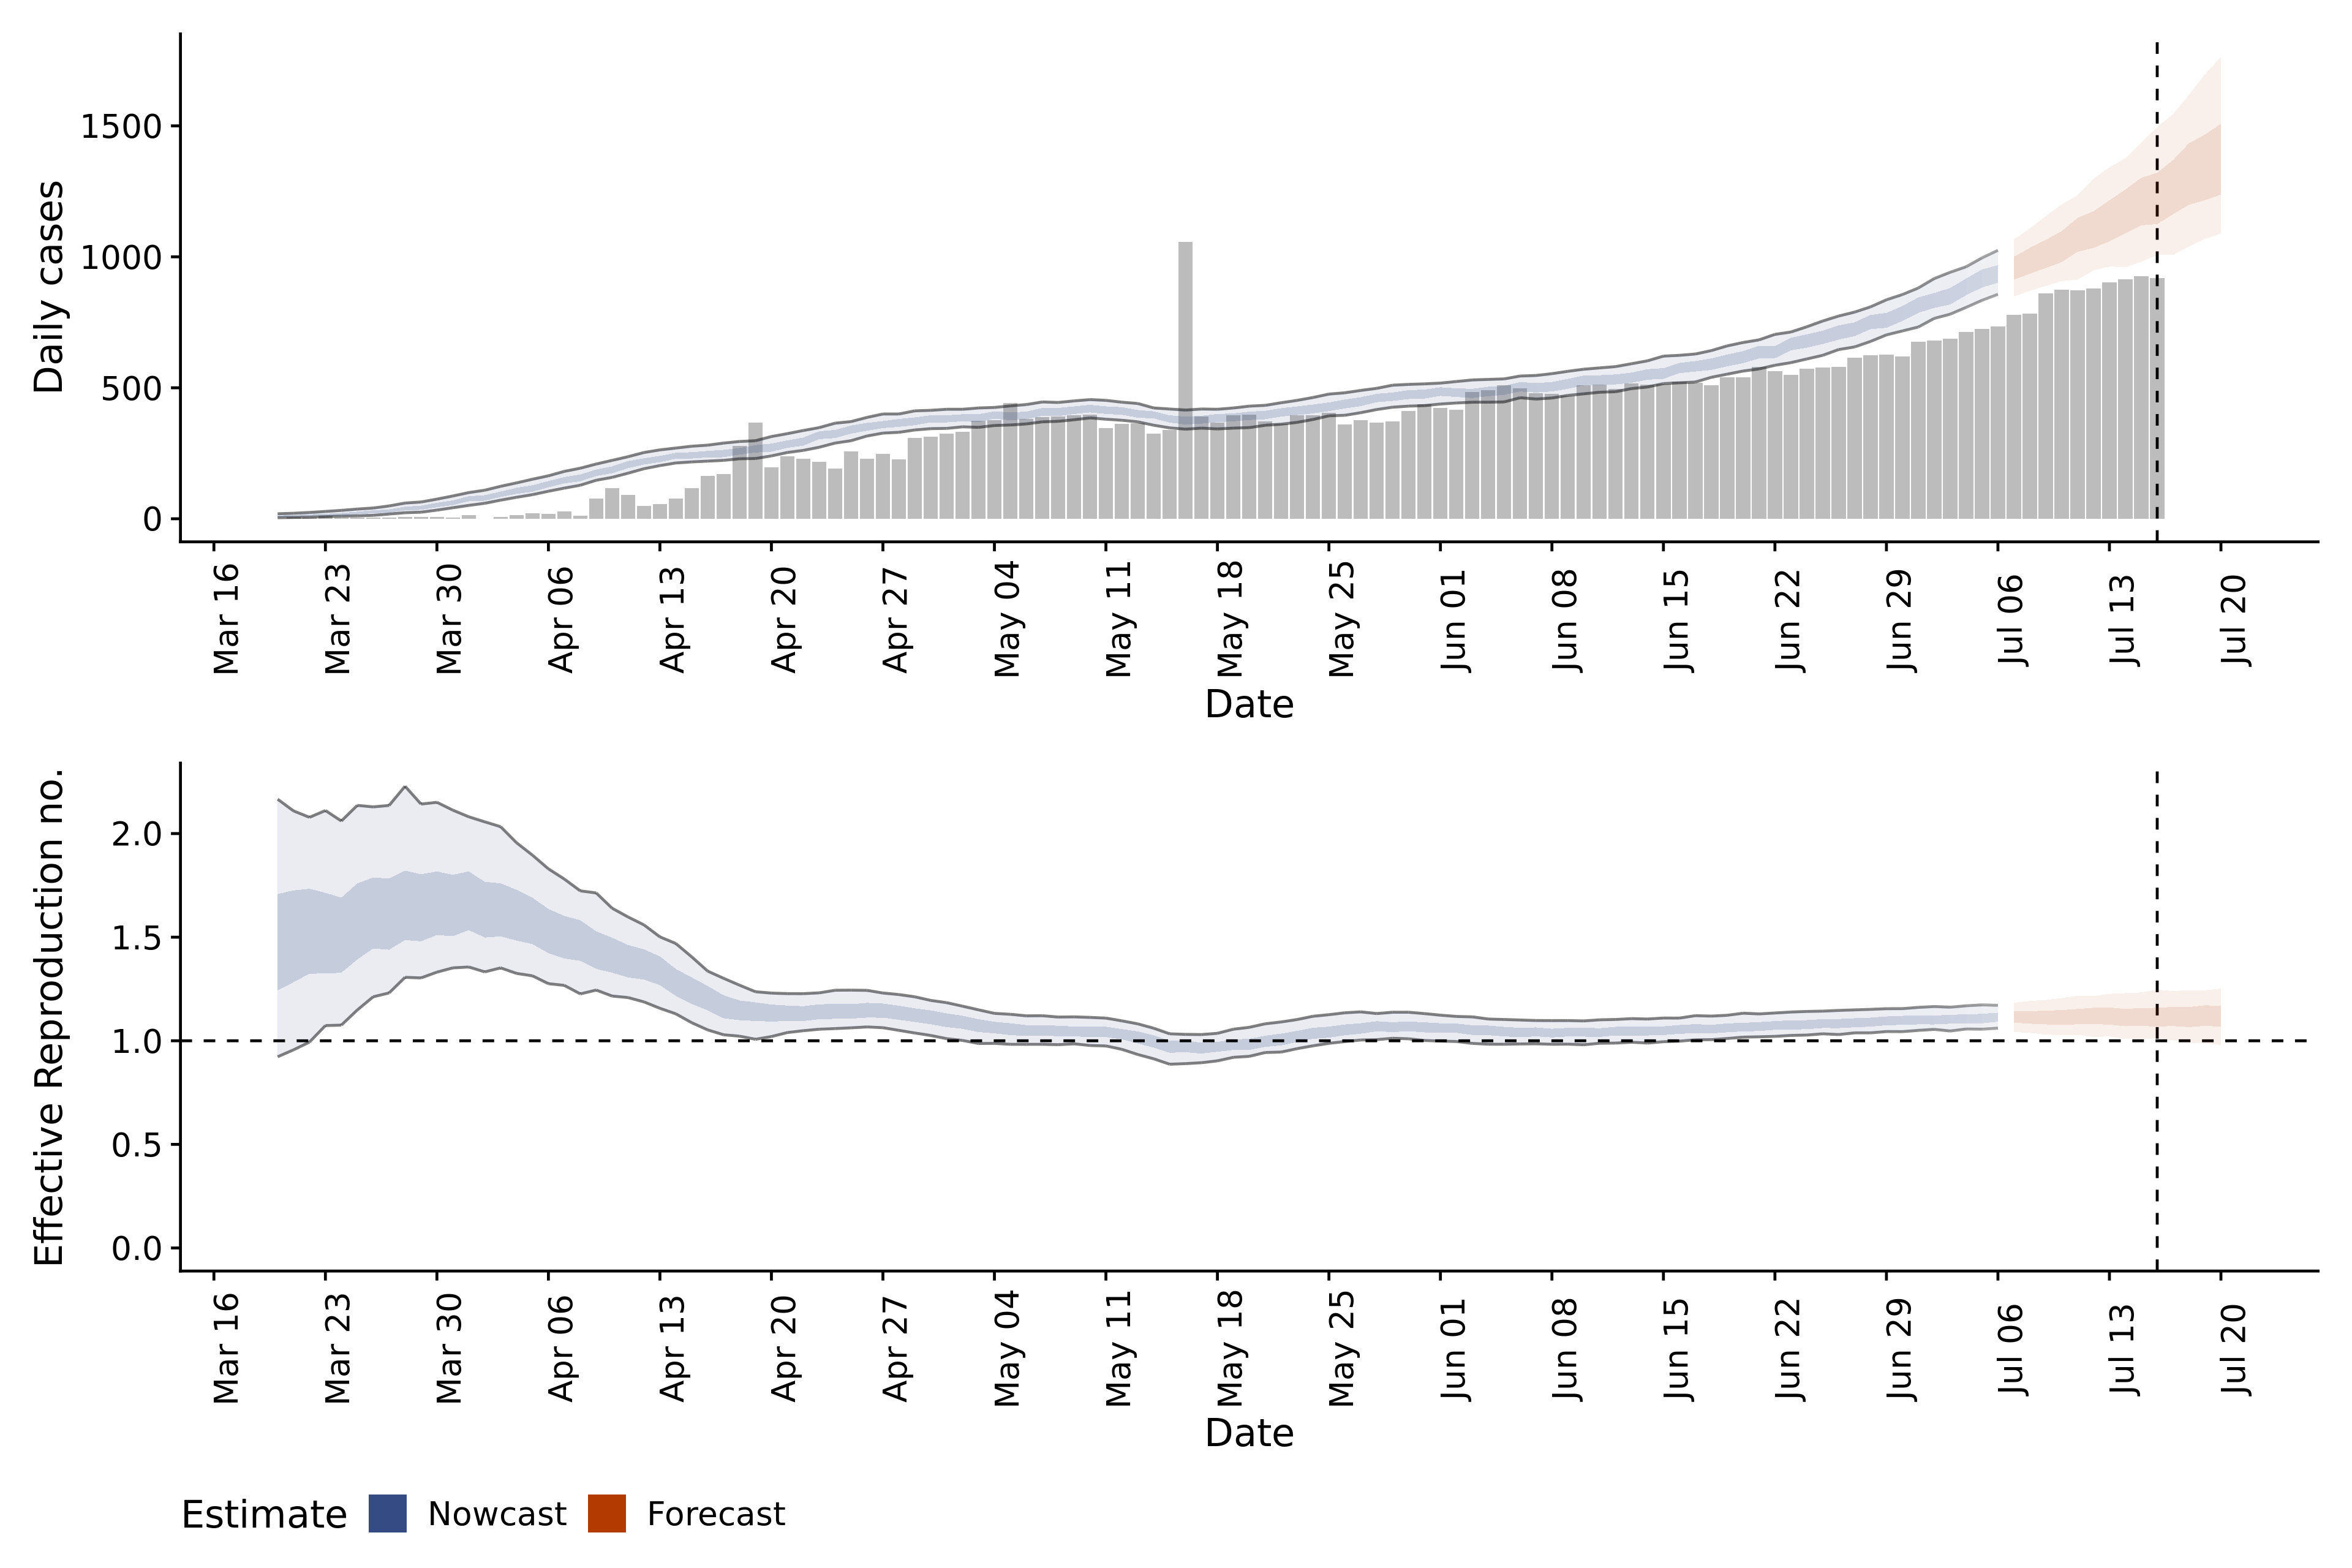 Daily cases
1500
1000
500
0
Mar 16
Mar 23
Mar 30
Apr 06
Apr 13
Apr 20
Apr 27
May 04
May 11
May 18
May 25
Jun 01
Jun 08
Jun 15
Jun 22
Jun 29
Jul 06
Jul 13
Jul 20
Date
Effective Reproduction no.
2.0
1.5
1.0
0.5
0.0
Mar 16
Mar 23
Mar 30
Apr 06
Apr 13
Apr 20
Apr 27
May 04
May 11
May 18
May 25
Jun 01
Jun 08
Jun 15
Jun 22
Jun 29
Jul 06
Jul 13
Jul 20
Date
Estimate Nowcast Forecast